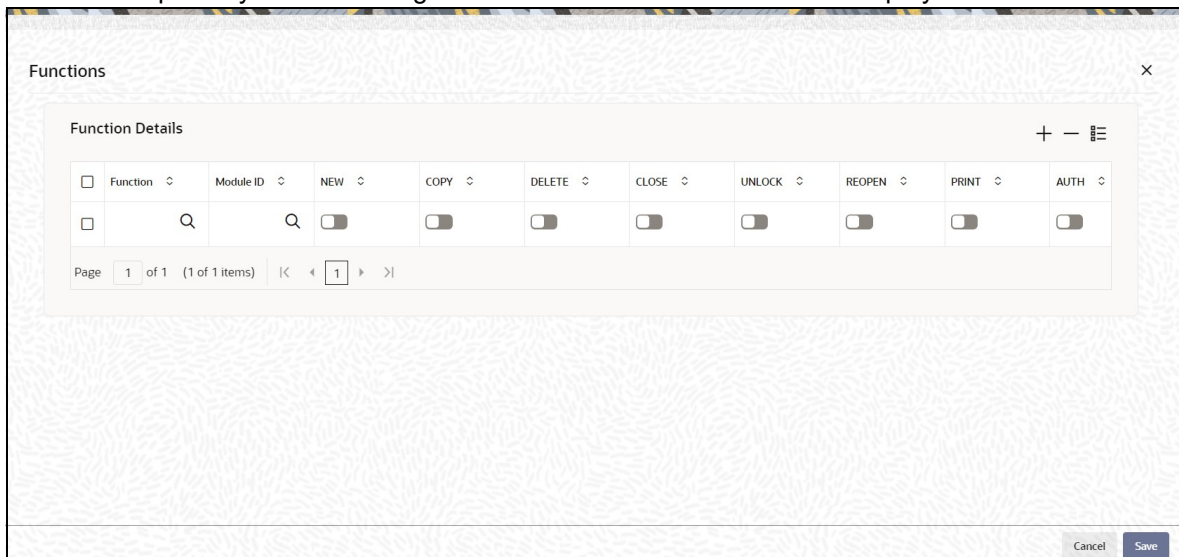 Functions
Function Details
Function Module ID NEW COPY DELETE CLOSE UNLOCK REOPEN PRINT AUTH
Page 1 of 1 (1 of 1 items) 1
Cancel Save